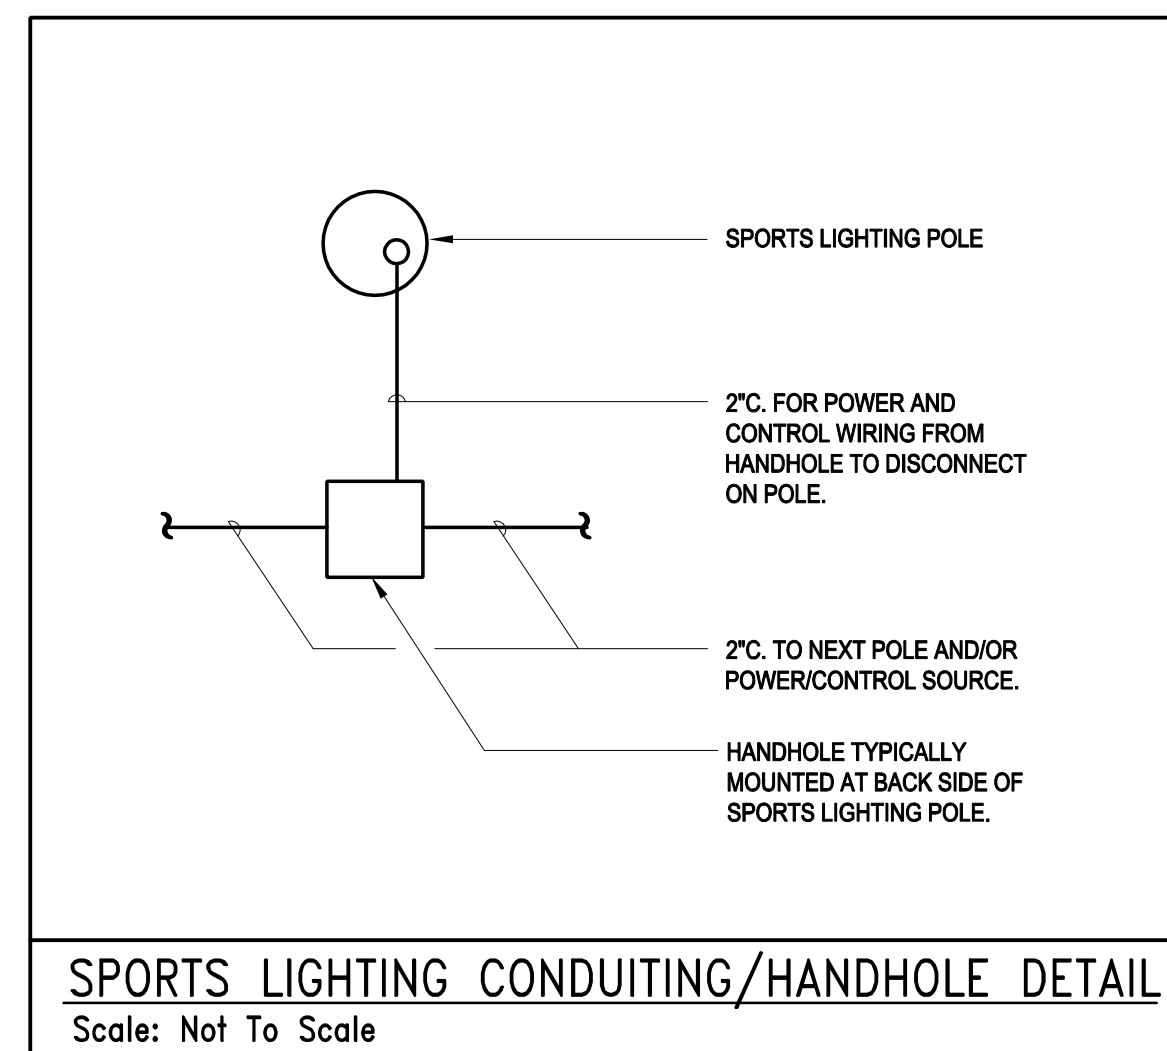 SPORTS LIGHTING POLE
2"C. FOR POWER AND
CONTROL WIRING FROM
HANDHOLE TO DISCONNECT
ON POLE.
2"C. TO NEXT POLE AND/OR
POWER/CONTROL SOURCE.
HANDHOLE TYPICALLY
MOUNTED AT BACK SIDE OF
SPORTS LIGHTING POLE.
SPORTS LIGHTING CONDUITING/HANDHOLE DETAIL
Scale: Not To Scale